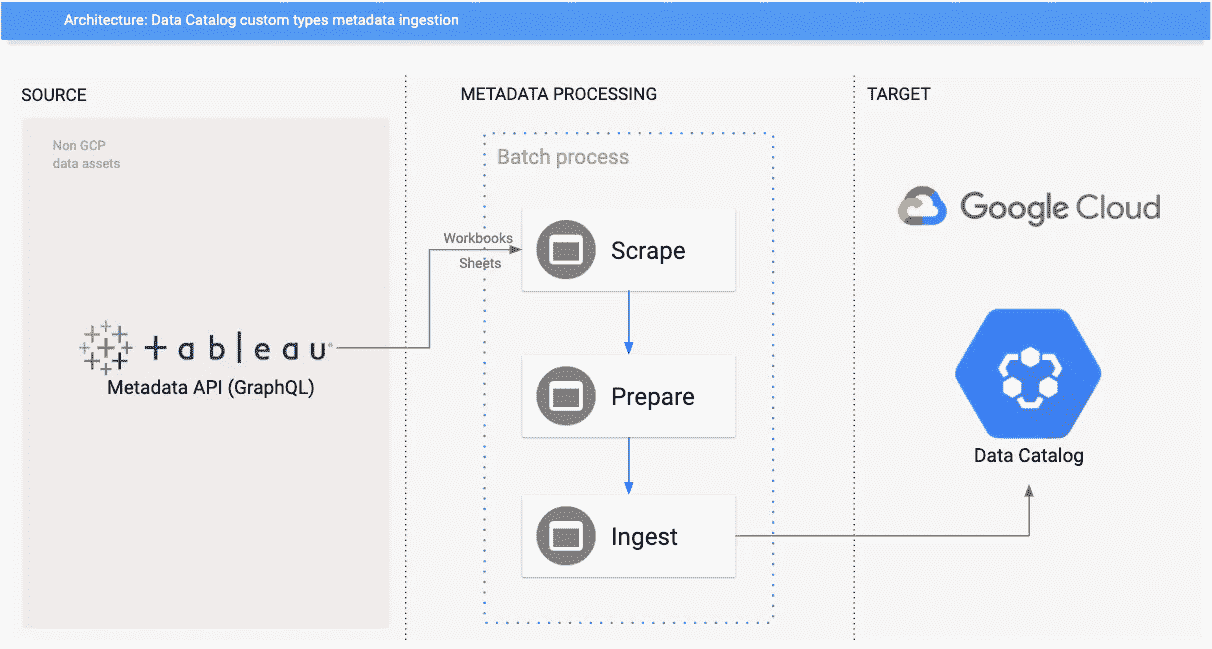 Architecture: Data Catalog custom types metadata ingestion
SOURCE
METADATA PROCESSING
TARGET
Non GCP
data assets
Batch process
Google Cloud
Workbooks
Sheets
Scrape
+ableau
Metadata API (GraphQL)
Prepare
Data Catalog
Ingest